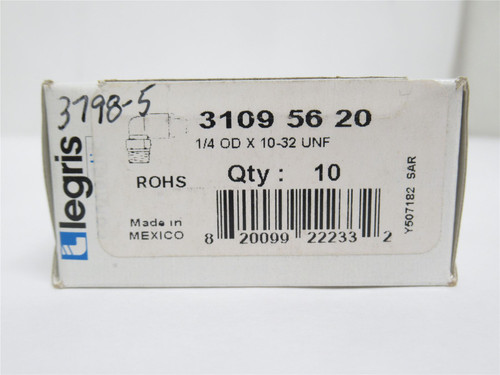 3798-5
legris
3109 56 20
1/4 OD X 10-32 UNF
ROHS Qty : 10
Made in
MEXICO
8 20099 22233 2
Y507182 SAR